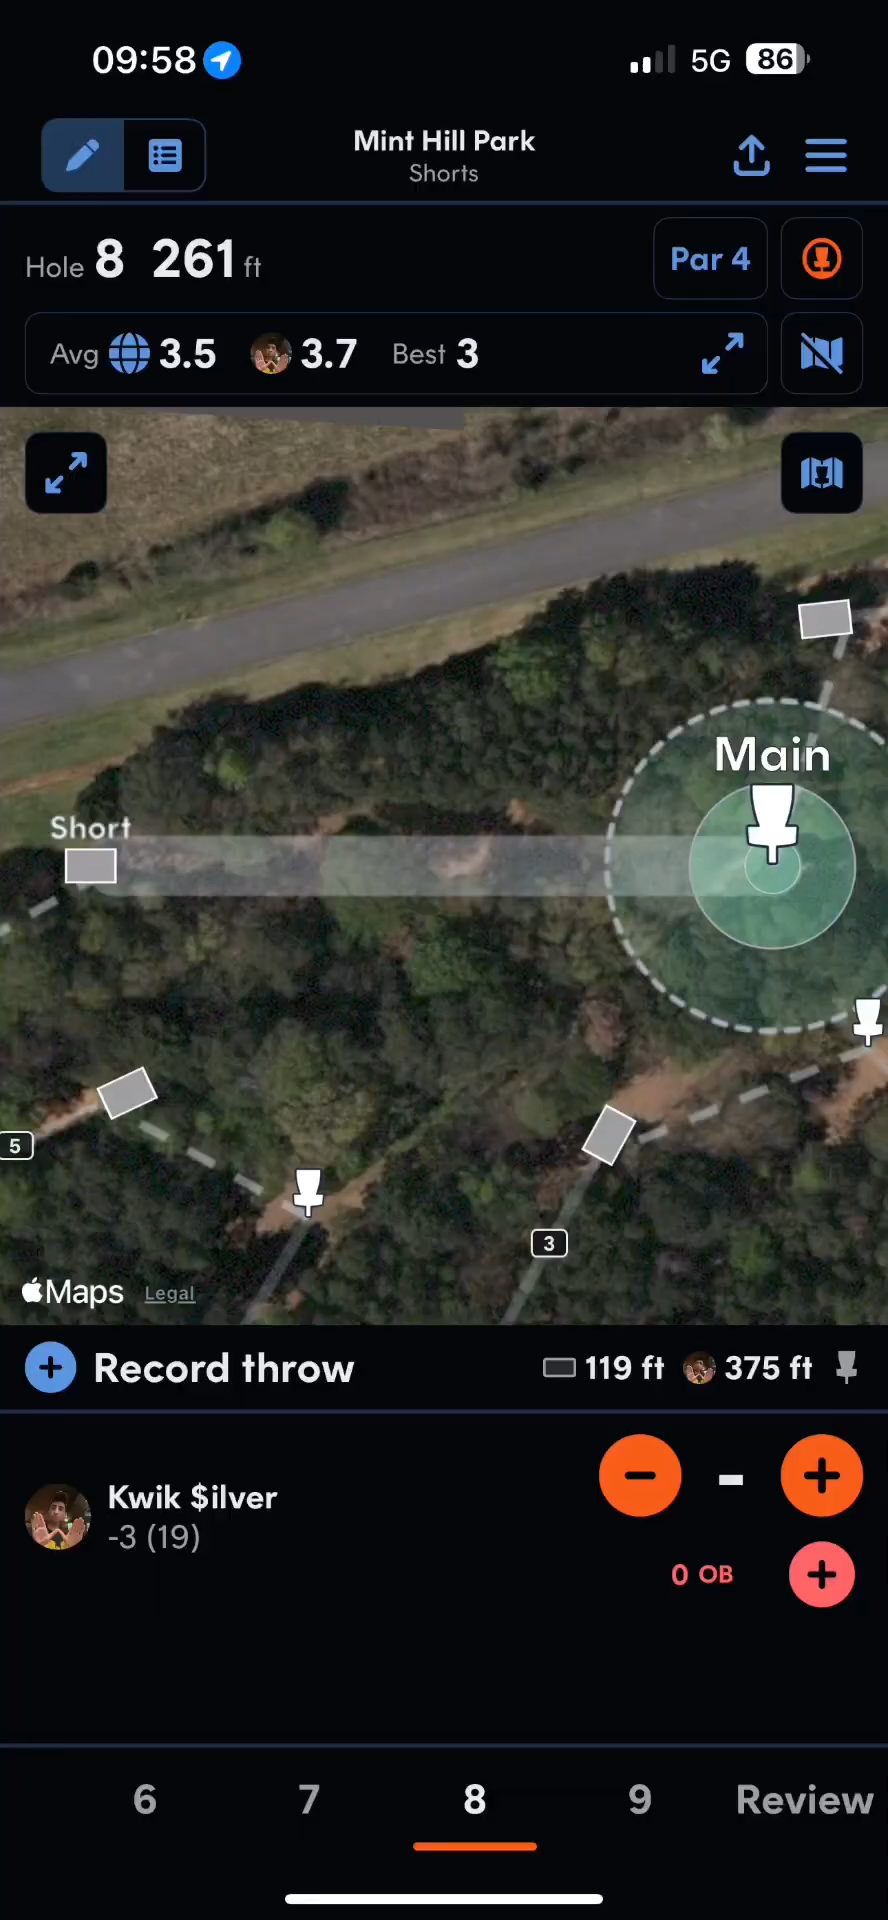 09:58
5G 86
Mint Hill Park
Shorts
Hole 8 261 ft
Par 4
Avg 3.5 3.7 Best 3
Main
Short
5
3
Maps Legal
Record throw 119 ft 375 ft
Kwik $ilver
-3 (19)
-
0 OB
6 7 8 9 Review